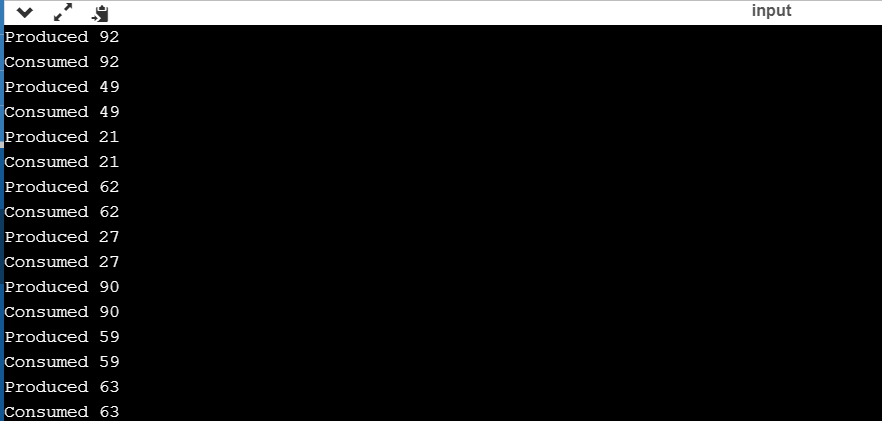 input
Produced 92
Consumed 92
Produced 49
Consumed 49
Produced 21
Consumed 21
Produced 62
Consumed 62
Produced 27
Consumed 27
Produced 90
Consumed 90
Produced 59
Consumed 59
Produced 63
Consumed 63